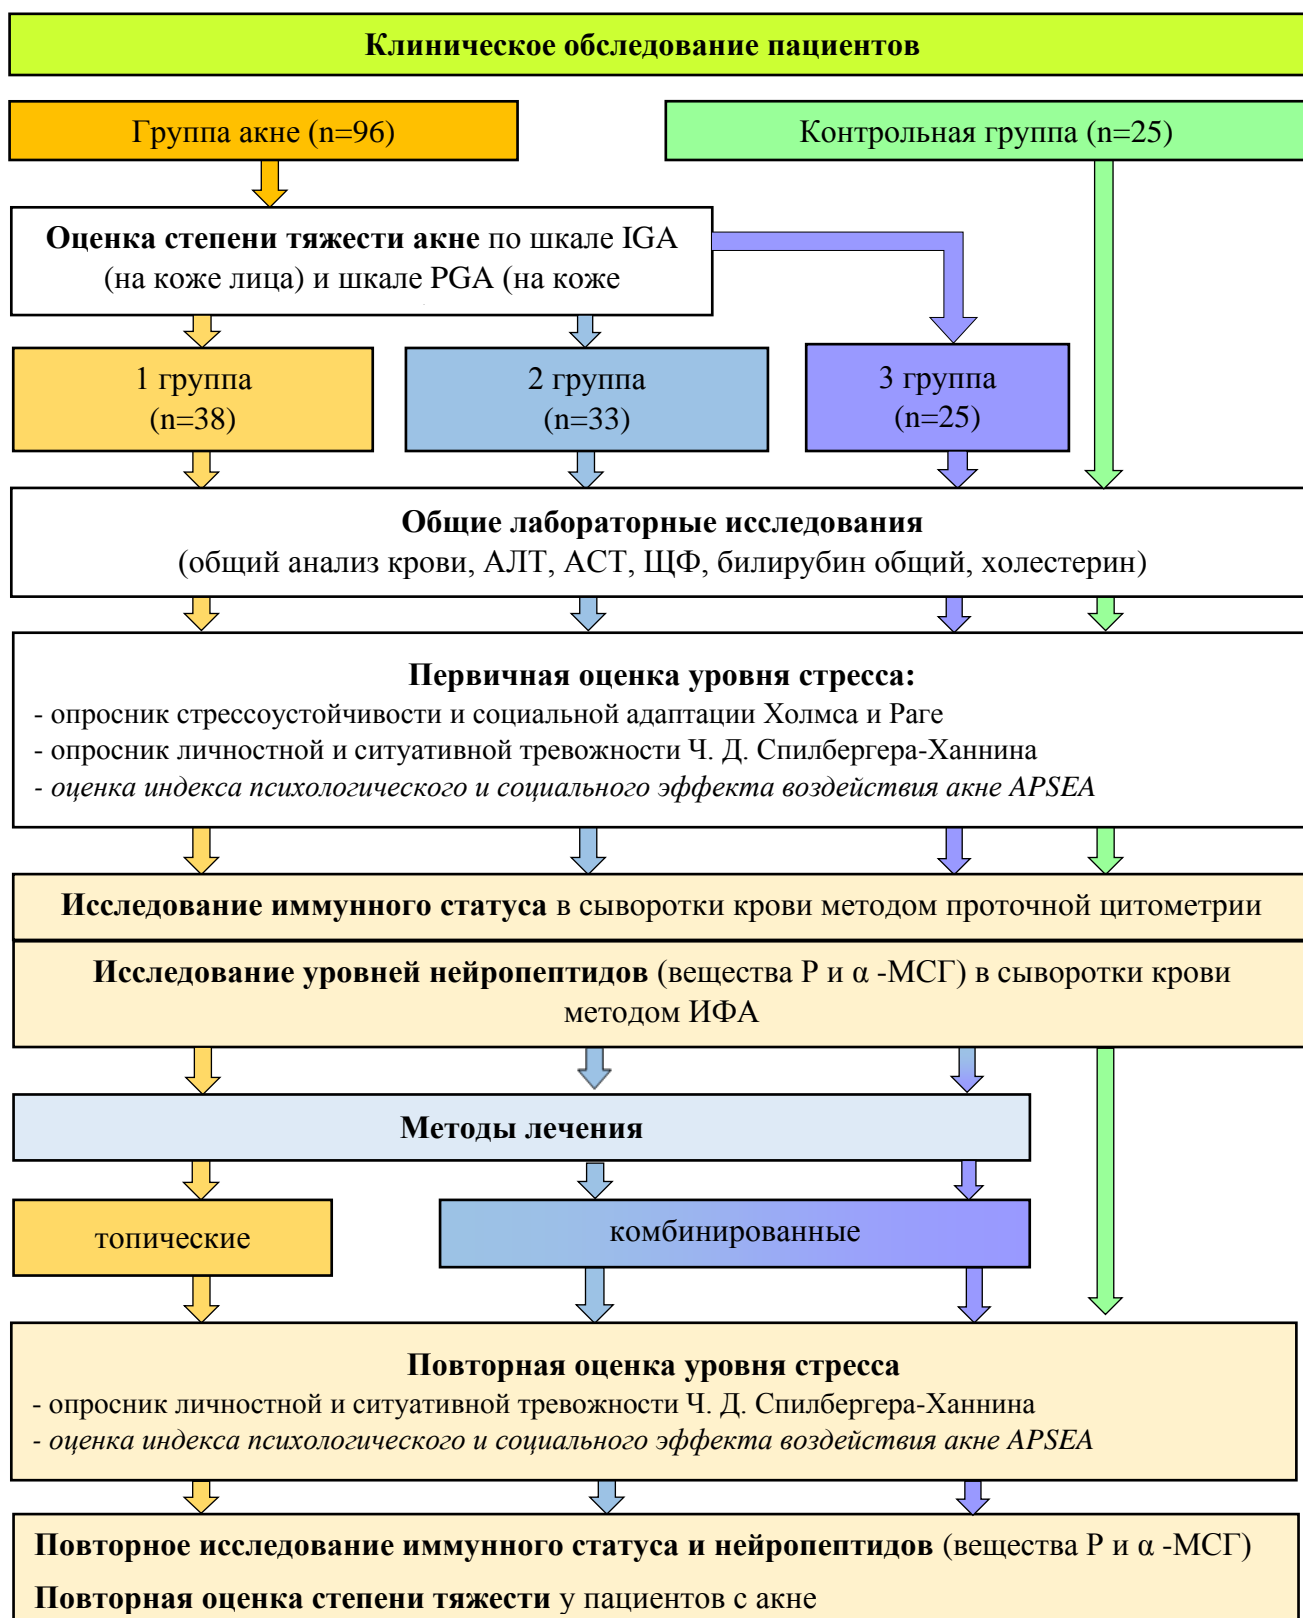 Клиническое обследование пациентов
Группа акне (n=96)
Контрольная группа (n=25)
Оценка степени тяжести акне по шкале IGA
(на коже лица) и шкале PGA (на коже
1 группа
(n=38)
2 группа
(n=33)
3 группа
(n=25)
Общие лабораторные исследования
(общий анализ крови, АЛТ, АСТ, ЩФ, билирубин общий, холестерин)
Первичная оценка уровня стресса:
- опросник стрессоустойчивости и социальной адаптации Холмса и Раге
- опросник личностной и ситуативной тревожности Ч. Д. Спилбергера-Ханнина
- оценка индекса психологического и социального эффекта воздействия акне APSEA
Исследование иммунного статуса в сыворотки крови методом проточной цитометрии
Исследование уровней нейропептидов (вещества Р и α -МСГ) в сыворотки крови
методом ИФА
Методы лечения
топические
комбинированные
Повторная оценка уровня стресса
- опросник личностной и ситуативной тревожности Ч. Д. Спилбергера-Ханнина
- оценка индекса психологического и социального эффекта воздействия акне APSEA
Повторное исследование иммунного статуса и нейропептидов (вещества Р и α -МСГ)
Повторная оценка степени тяжести у пациентов с акне